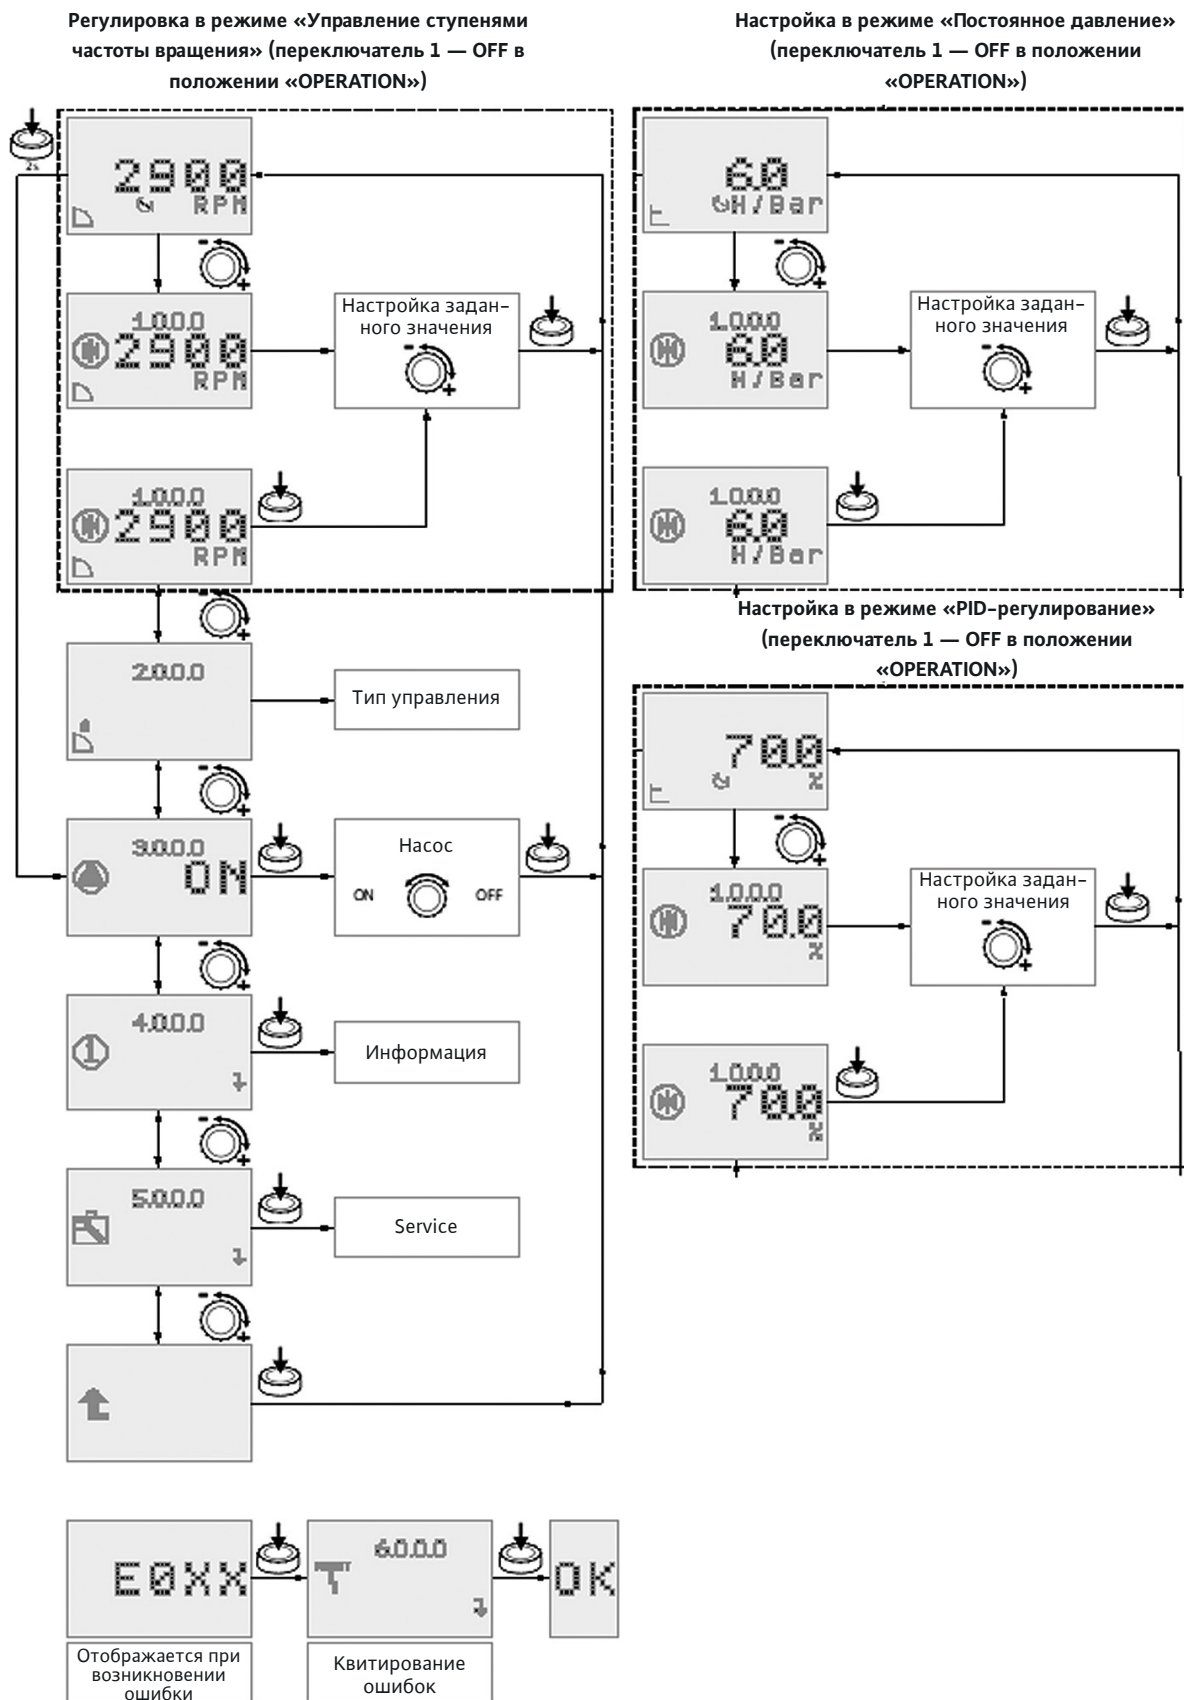 Регулировка в режиме «Управление ступенями
частоты вращения» (переключатель 1 — OFF в
положении «OPERATION»)
2s
2900
RPM
1.0.0.0
2900
RPM
Настройка задан-
ного значения
- +
1.0.0.0
2900
RPM
- +
2.0.0.0
Тип управления
- +
3.0.0.0
ON
Насос
ON OFF
- +
4.0.0.0
Информация
- +
5.0.0.0
Service
- +
E0XX
6.0.0.0
OK
Отображается при
возникновении
ошибки
Квитирование
ошибок
Настройка в режиме «Постоянное давление»
(переключатель 1 — OFF в положении
«OPERATION»)
6.0
H/Bar
- +
1.0.0.0
6.0
H/Bar
Настройка задан-
ного значения
- +
1.0.0.0
6.0
H/Bar
Настройка в режиме «PID-регулирование»
(переключатель 1 — OFF в положении
«OPERATION»)
70.0
%
- +
1.0.0.0
70.0
%
Настройка задан-
ного значения
- +
1.0.0.0
70.0
%